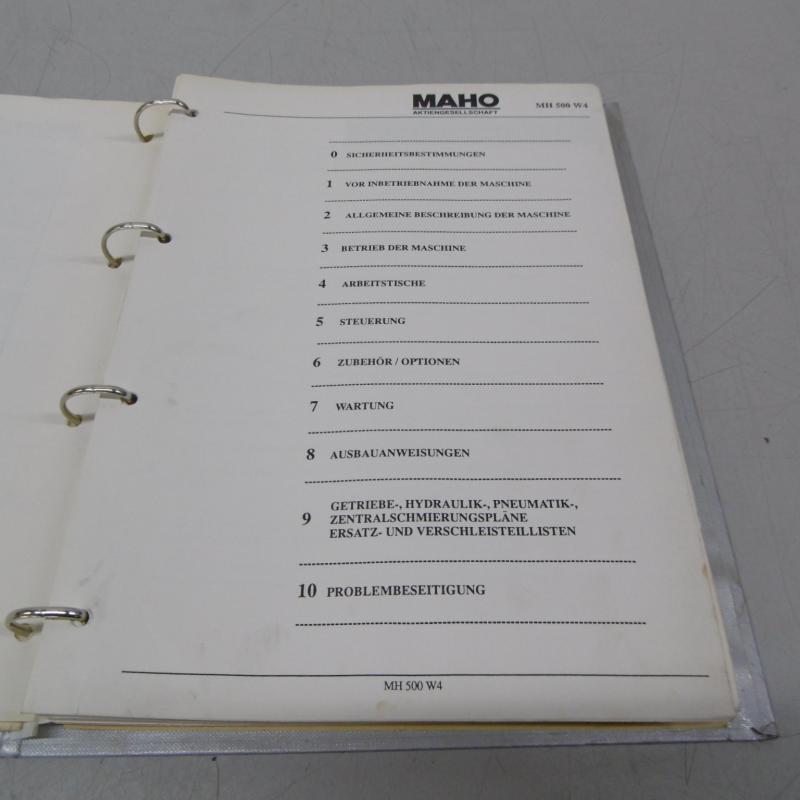 MAHO
AKTIENGESELLSCHAFT
MH 500 W4
0 SICHERHEITSBESTIMMUNGEN
1 VOR INBETRIEBNAHME DER MASCHINE
2 ALLGEMEINE BESCHREIBUNG DER MASCHINE
3 BETRIEB DER MASCHINE
4 ARBEITSTISCHE
5 STEUERUNG
6 ZUBEHÖR / OPTIONEN
7 WARTUNG
8 AUSBAUANWEISUNGEN
9 GETRIEBE-, HYDRAULIK-, PNEUMATIK-,
ZENTRALSCHMIERUNGSPLÄNE
ERSATZ- UND VERSCHLEISTEILLISTEN
10 PROBLEMBESEITIGUNG
MH 500 W4